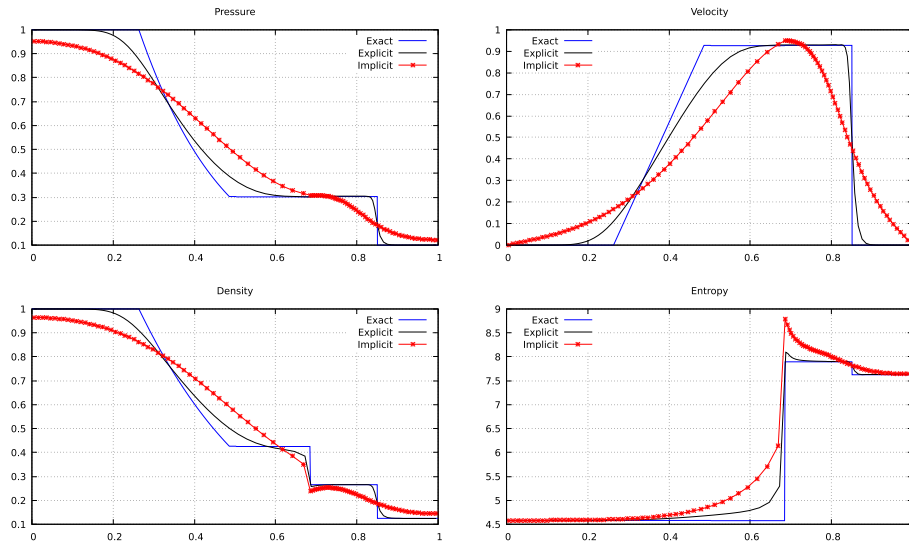 Pressure
1
0.9
0.8
0.7
0.6
0.5
0.4
0.3
0.2
0.1
0 0.2 0.4 0.6 0.8 1
Exact
Explicit
Implicit
Velocity
1
0.9
0.8
0.7
0.6
0.5
0.4
0.3
0.2
0.1
0
0 0.2 0.4 0.6 0.8
Exact
Explicit
Implicit
Density
1
0.9
0.8
0.7
0.6
0.5
0.4
0.3
0.2
0.1
0 0.2 0.4 0.6 0.8 1
Exact
Explicit
Implicit
Entropy
9
8.5
8
7.5
7
6.5
6
5.5
5
4.5
0 0.2 0.4 0.6 0.8
Exact
Explicit
Implicit